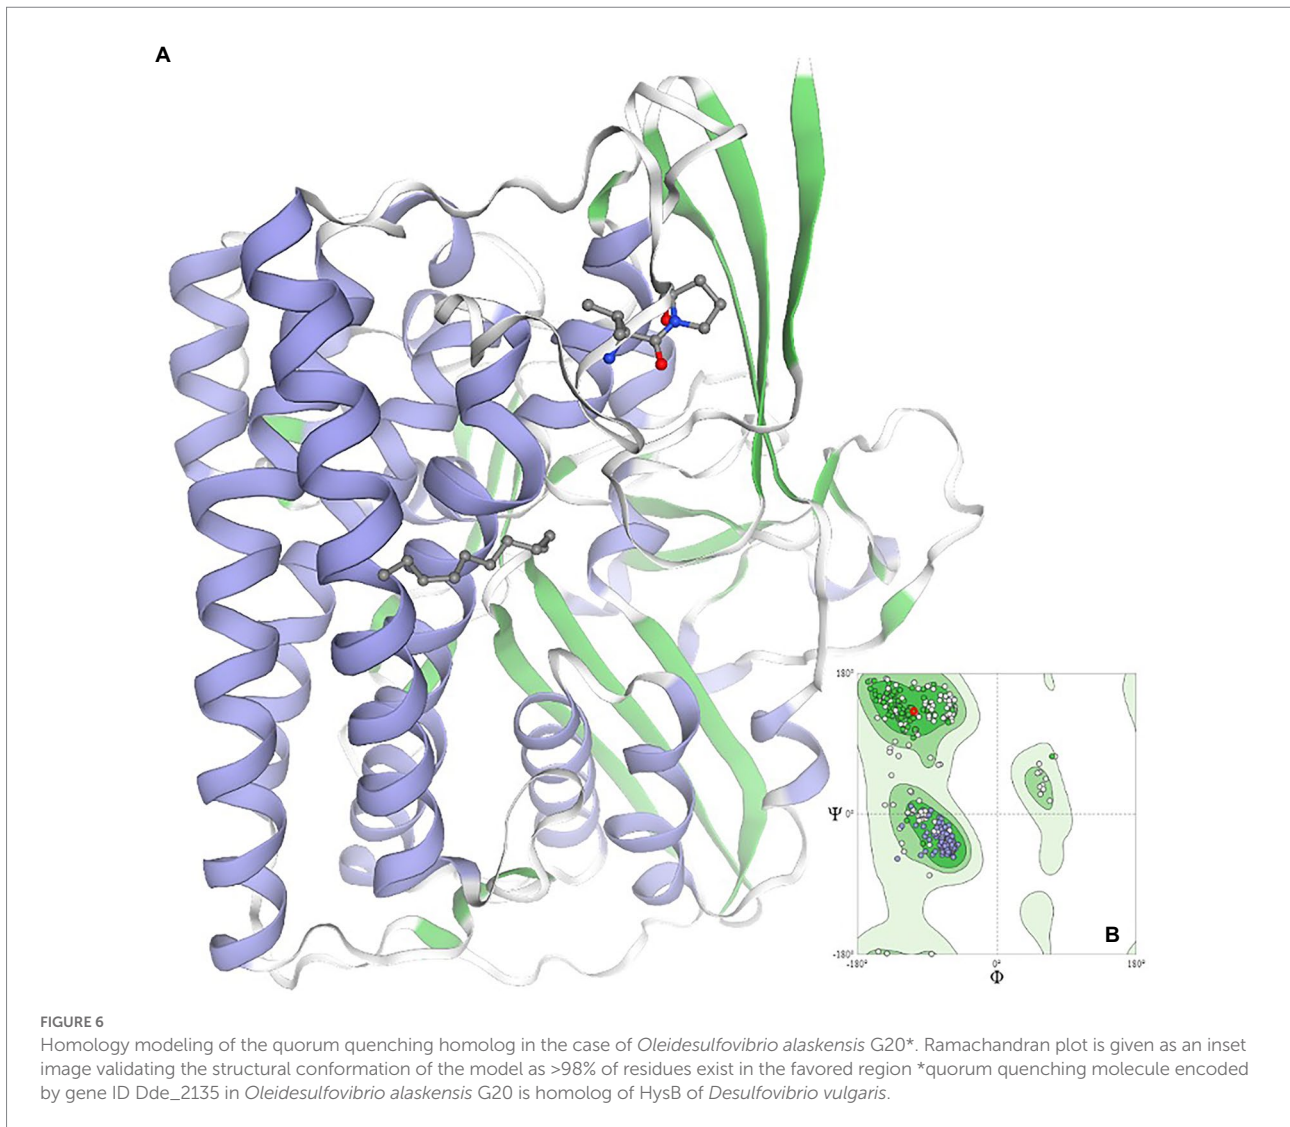 A
180°
Ψ 0°
B
-180°
-180° 0° 180°
Φ
FIGURE 6
Homology modeling of the quorum quenching homolog in the case of Oleidesulfovibrio alaskensis G20*. Ramachandran plot is given as an inset
image validating the structural conformation of the model as >98% of residues exist in the favored region *quorum quenching molecule encoded
by gene ID Dde_2135 in Oleidesulfovibrio alaskensis G20 is homolog of HysB of Desulfovibrio vulgaris.